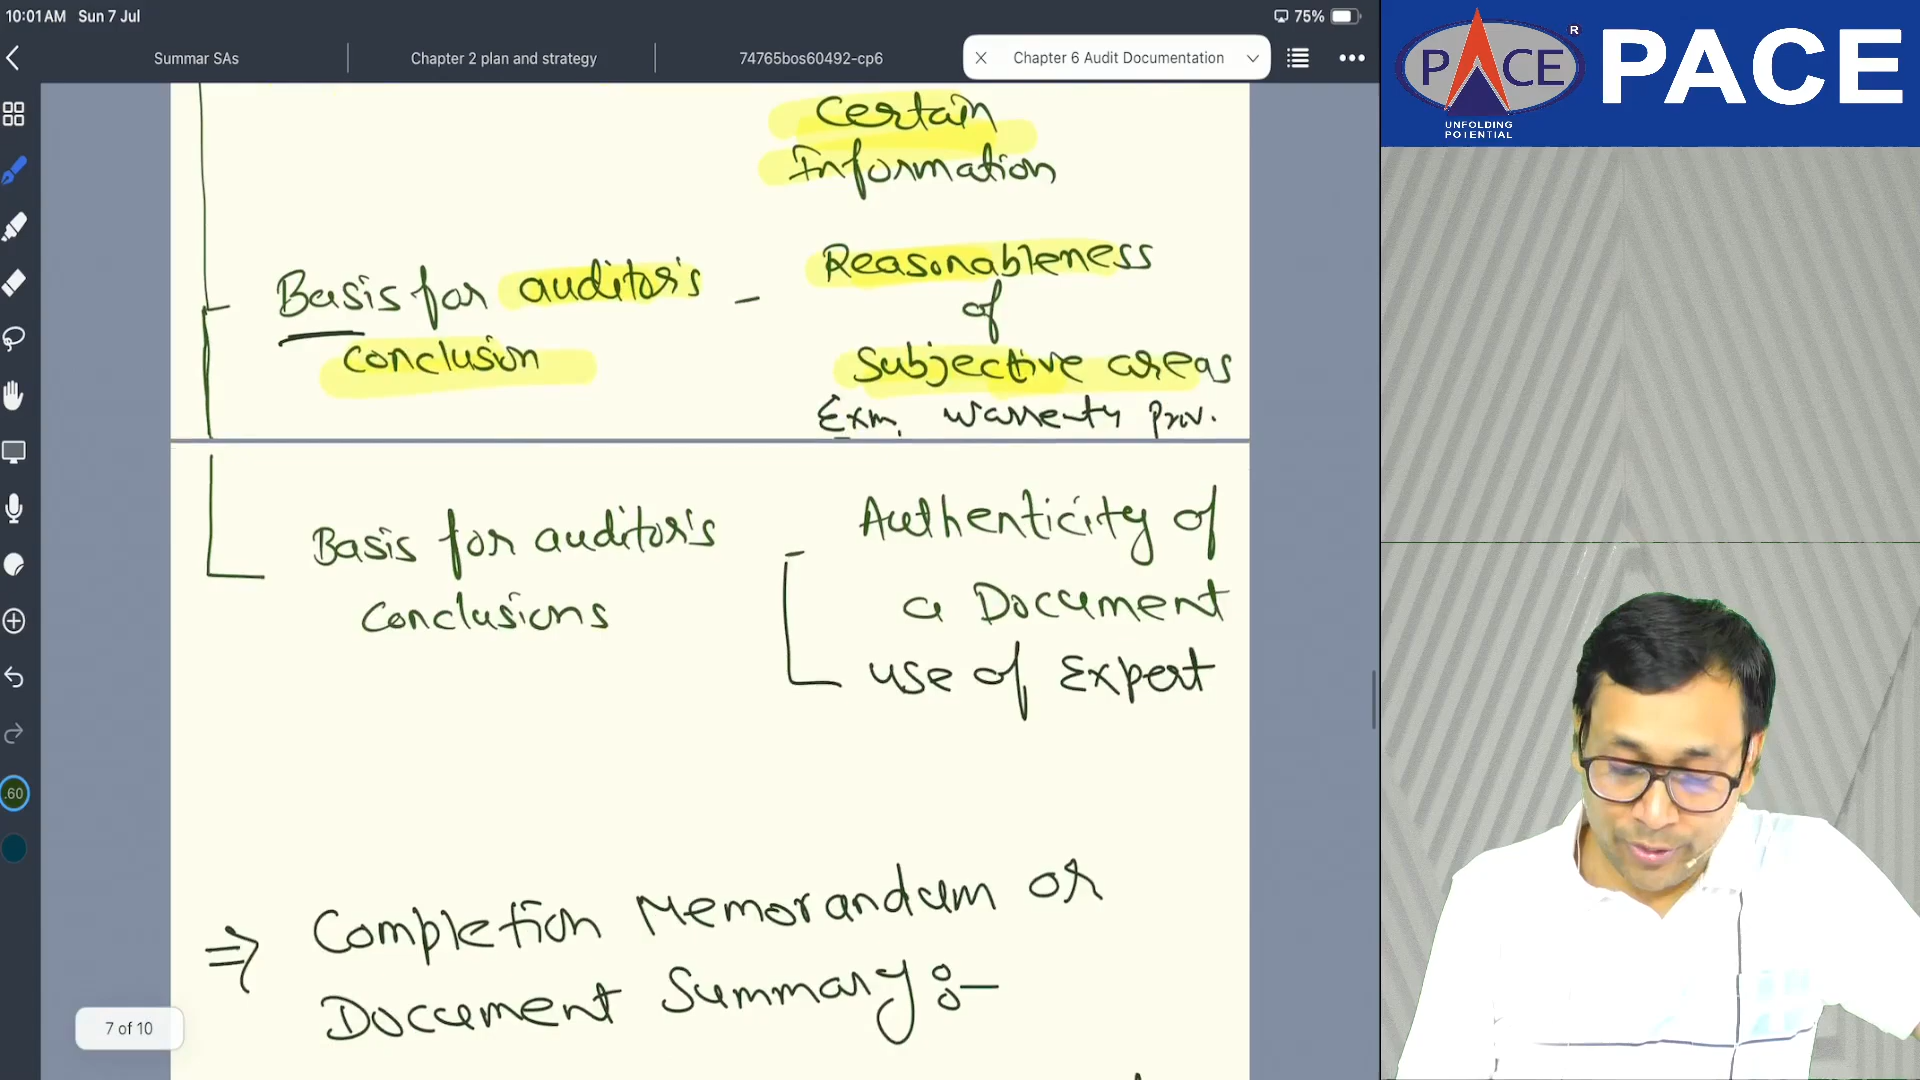 10:01 AM Sun 7 Jul
75%
Summar SAs
Chapter 2 plan and strategy
74765bos60492-cp6
Chapter 6 Audit Documentation
PACE
®
UNFOLDING
POTENTIAL
PACE
Certain
Information
Basis for auditor's – Reasonableness
of
conclusion
Subjective areas
Exm. Warrenty Prov.
Basis for auditor's
conclusions
Authenticity of
a Document
use of Expert
⇒ Completion Memorandum or
Document Summary :-
.60
7 of 10